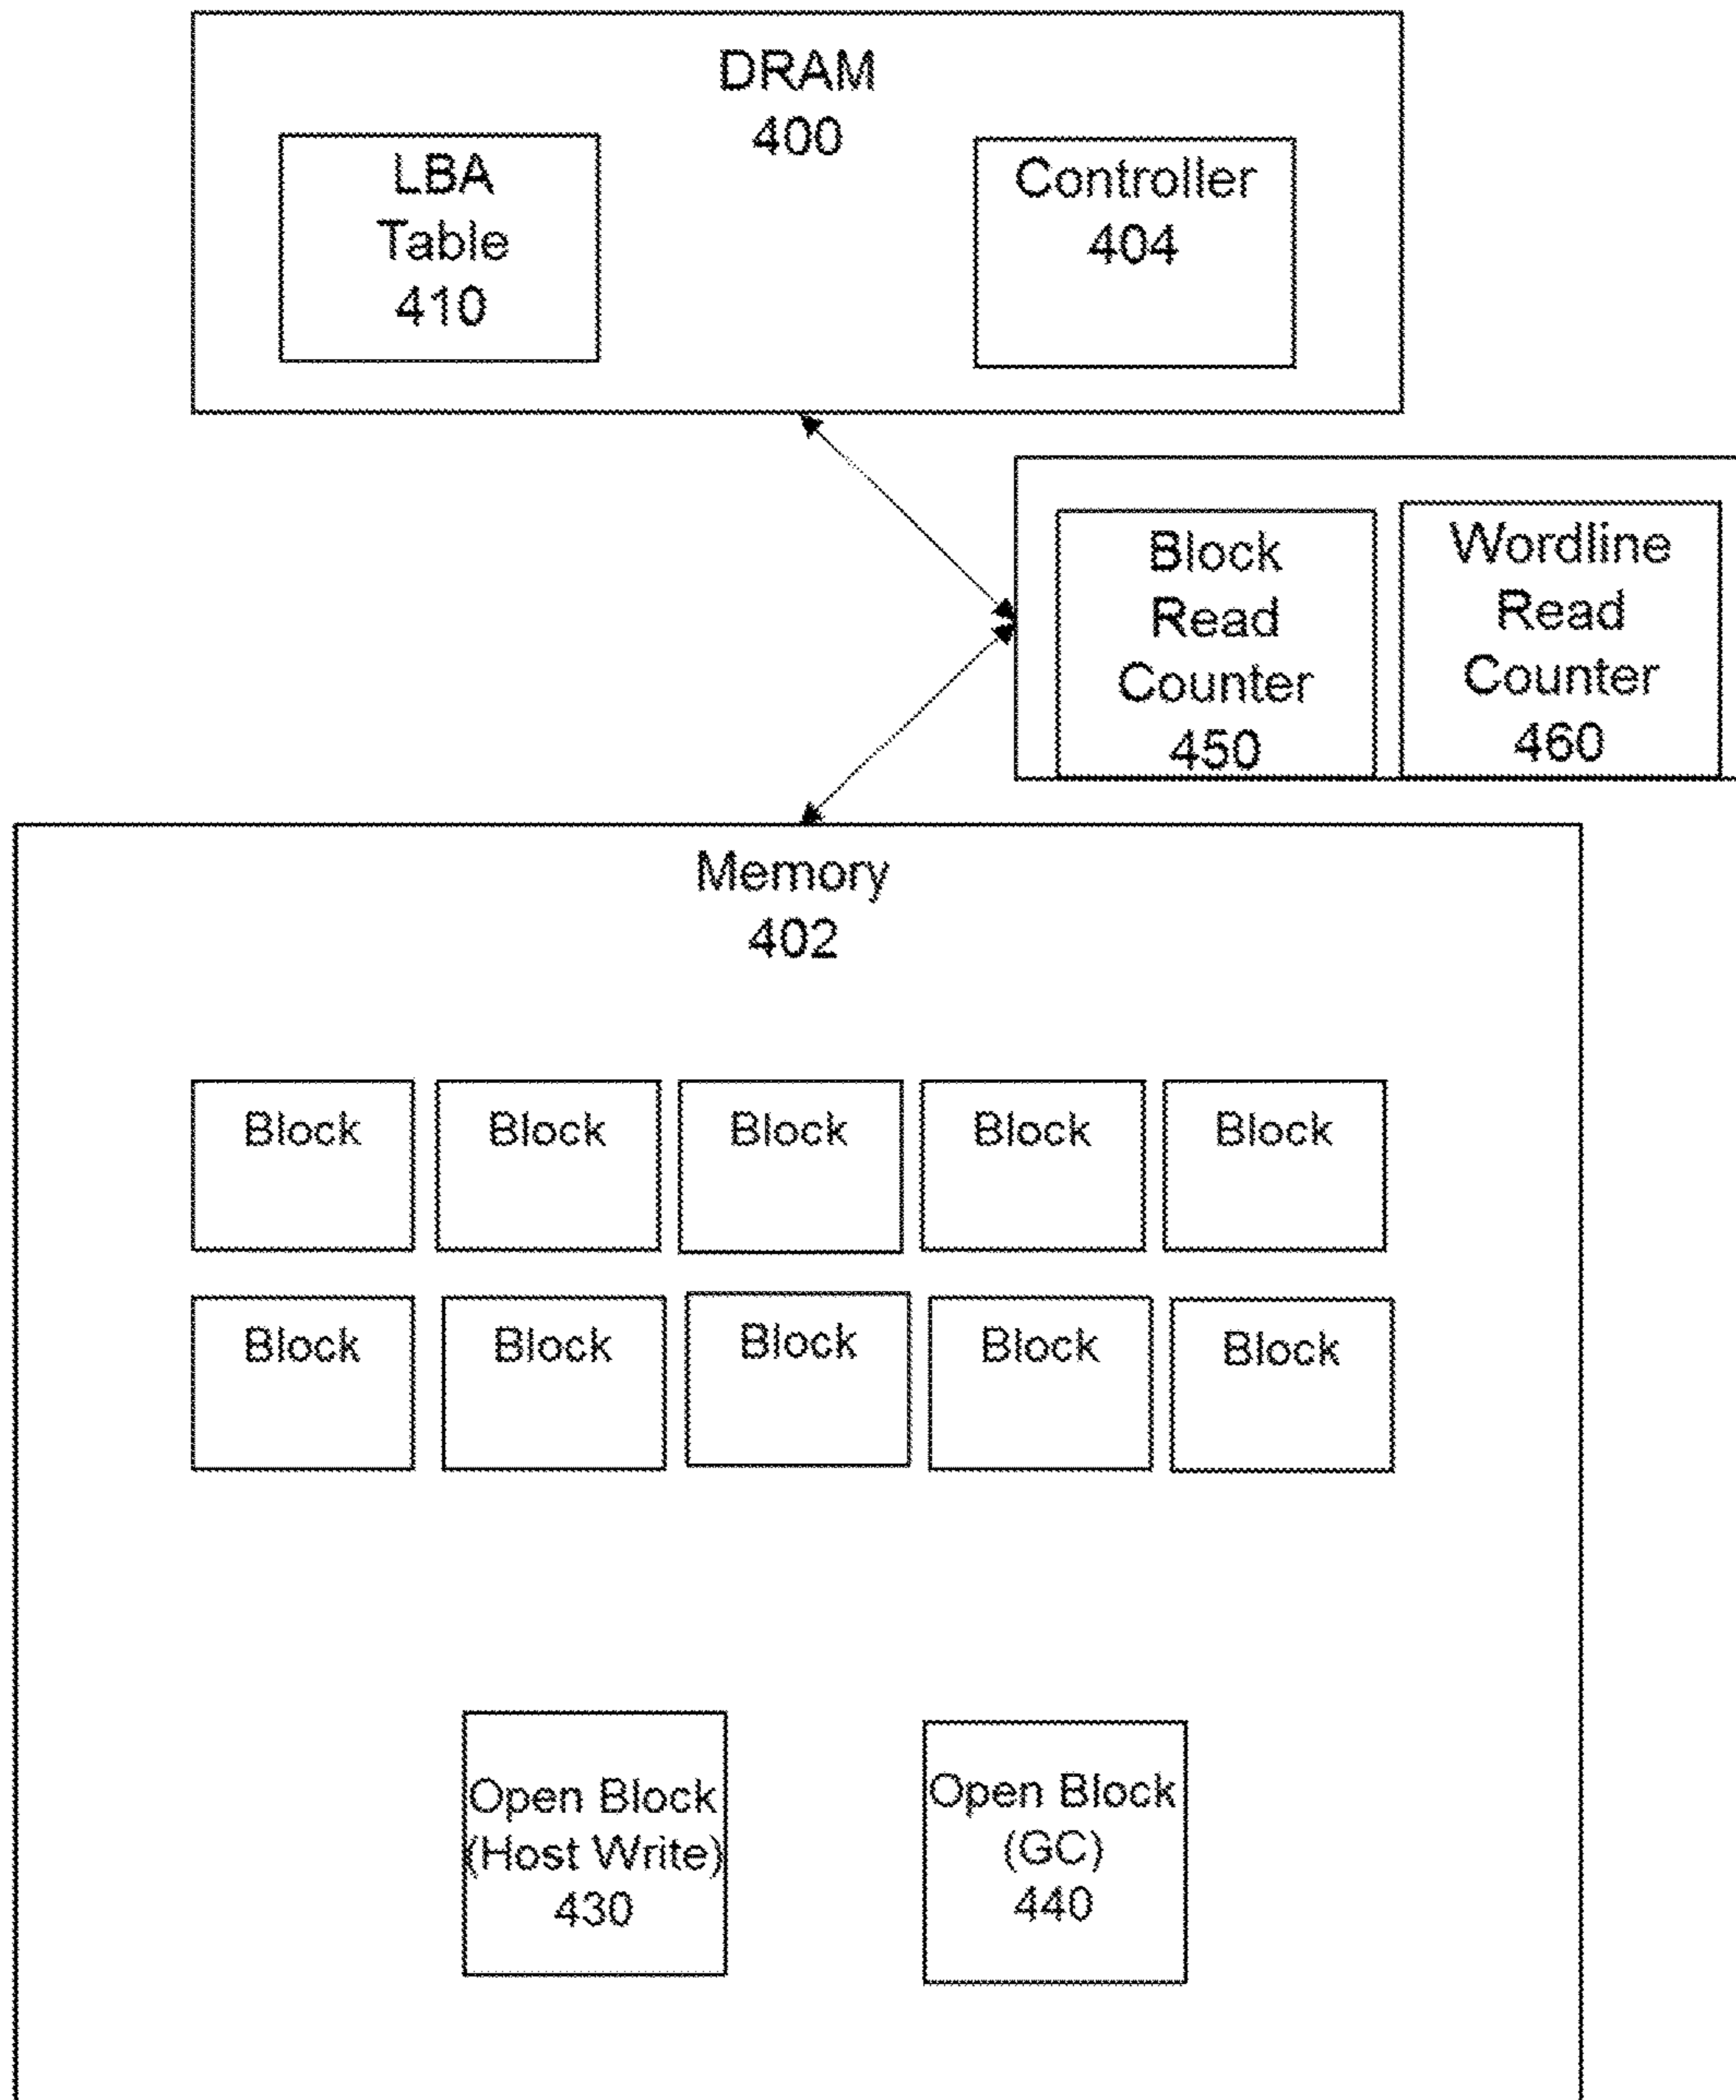 DRAM
400
LBA
Table
410
Controller
404
Block
Read
Counter
450
Wordline
Read
Counter
460
Memory
402
Block
Block
Block
Block
Block
Block
Block
Block
Block
Block
Open Block
(Host Write)
430
Open Block
(GC)
440